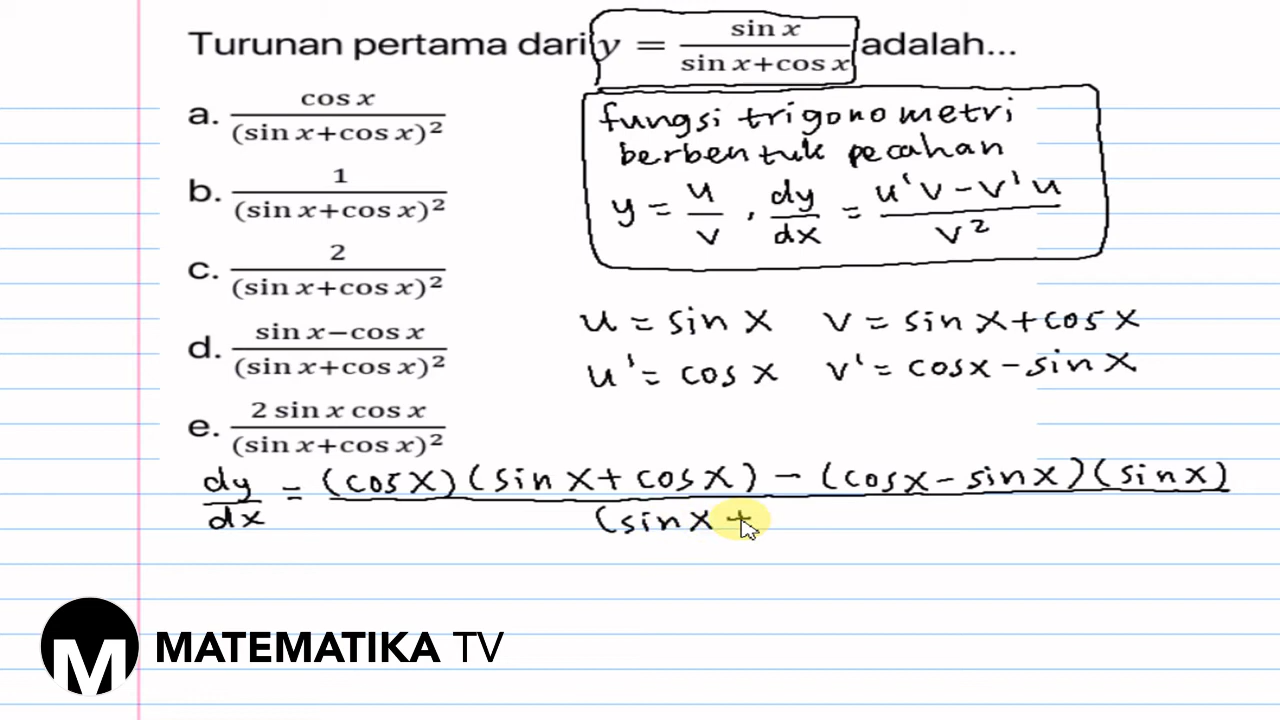 Turunan pertama dari y = sin x / (sin x+cos x) adalah...
a. cos x / (sin x+cos x)²
b. 1 / (sin x+cos x)²
c. 2 / (sin x+cos x)²
d. sin x−cos x / (sin x+cos x)²
e. 2 sin x cos x / (sin x+cos x)²
fungsi trigonometri
berbentuk pecahan
y = u/v , dy/dx = u'v − v'u / v²
u = sin x   v = sin x + cos x
u' = cos x   v' = cos x − sin x
dy/dx = (cos x)(sin x + cos x) − (cos x − sin x)(sin x) / (sin x +
M MATEMATIKA TV